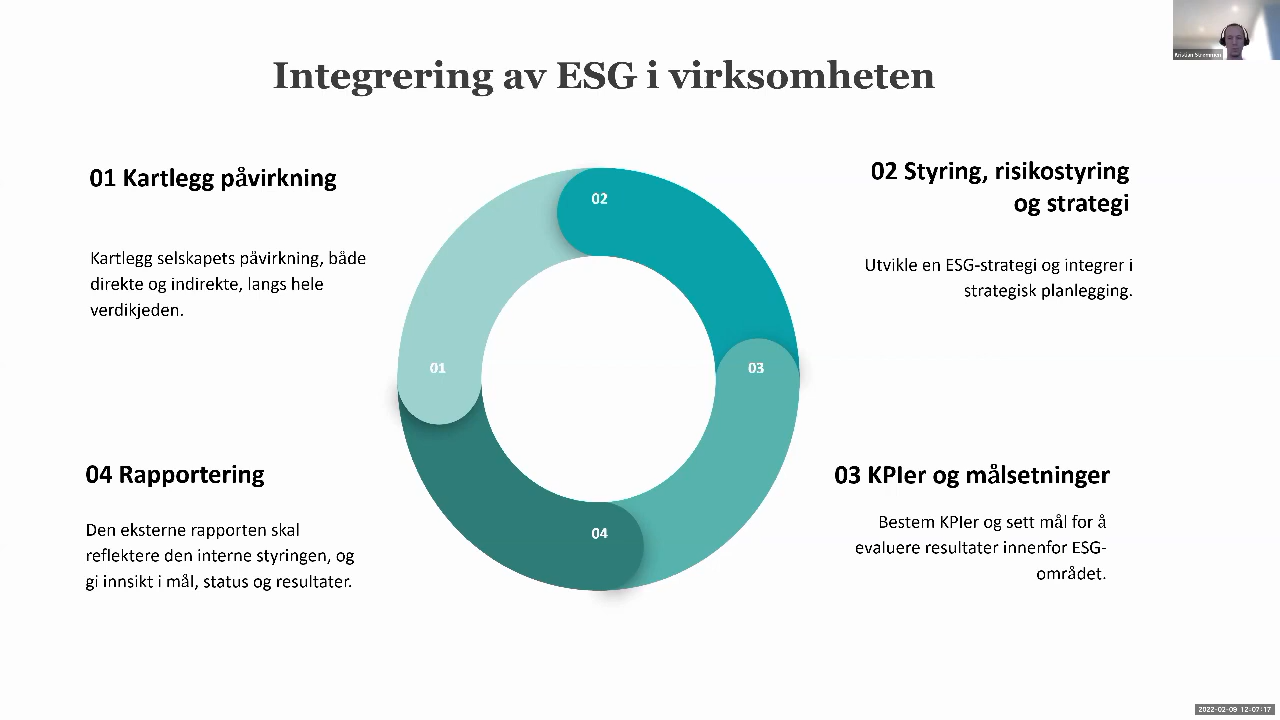 Integrering av ESG i virksomheten
01 Kartlegg påvirkning
Kartlegg selskapets påvirkning, både
direkte og indirekte, langs hele
verdikjeden.
02 Styring, risikostyring
og strategi
Utvikle en ESG-strategi og integrer i
strategisk planlegging.
02
01
03
04
04 Rapportering
Den eksterne rapporten skal
reflektere den interne styringen, og
gi innsikt i mål, status og resultater.
03 KPIer og målsetninger
Bestem KPIer og sett mål for å
evaluere resultater innenfor ESG-
området.
Kristian
2022-02-09 12:07:17